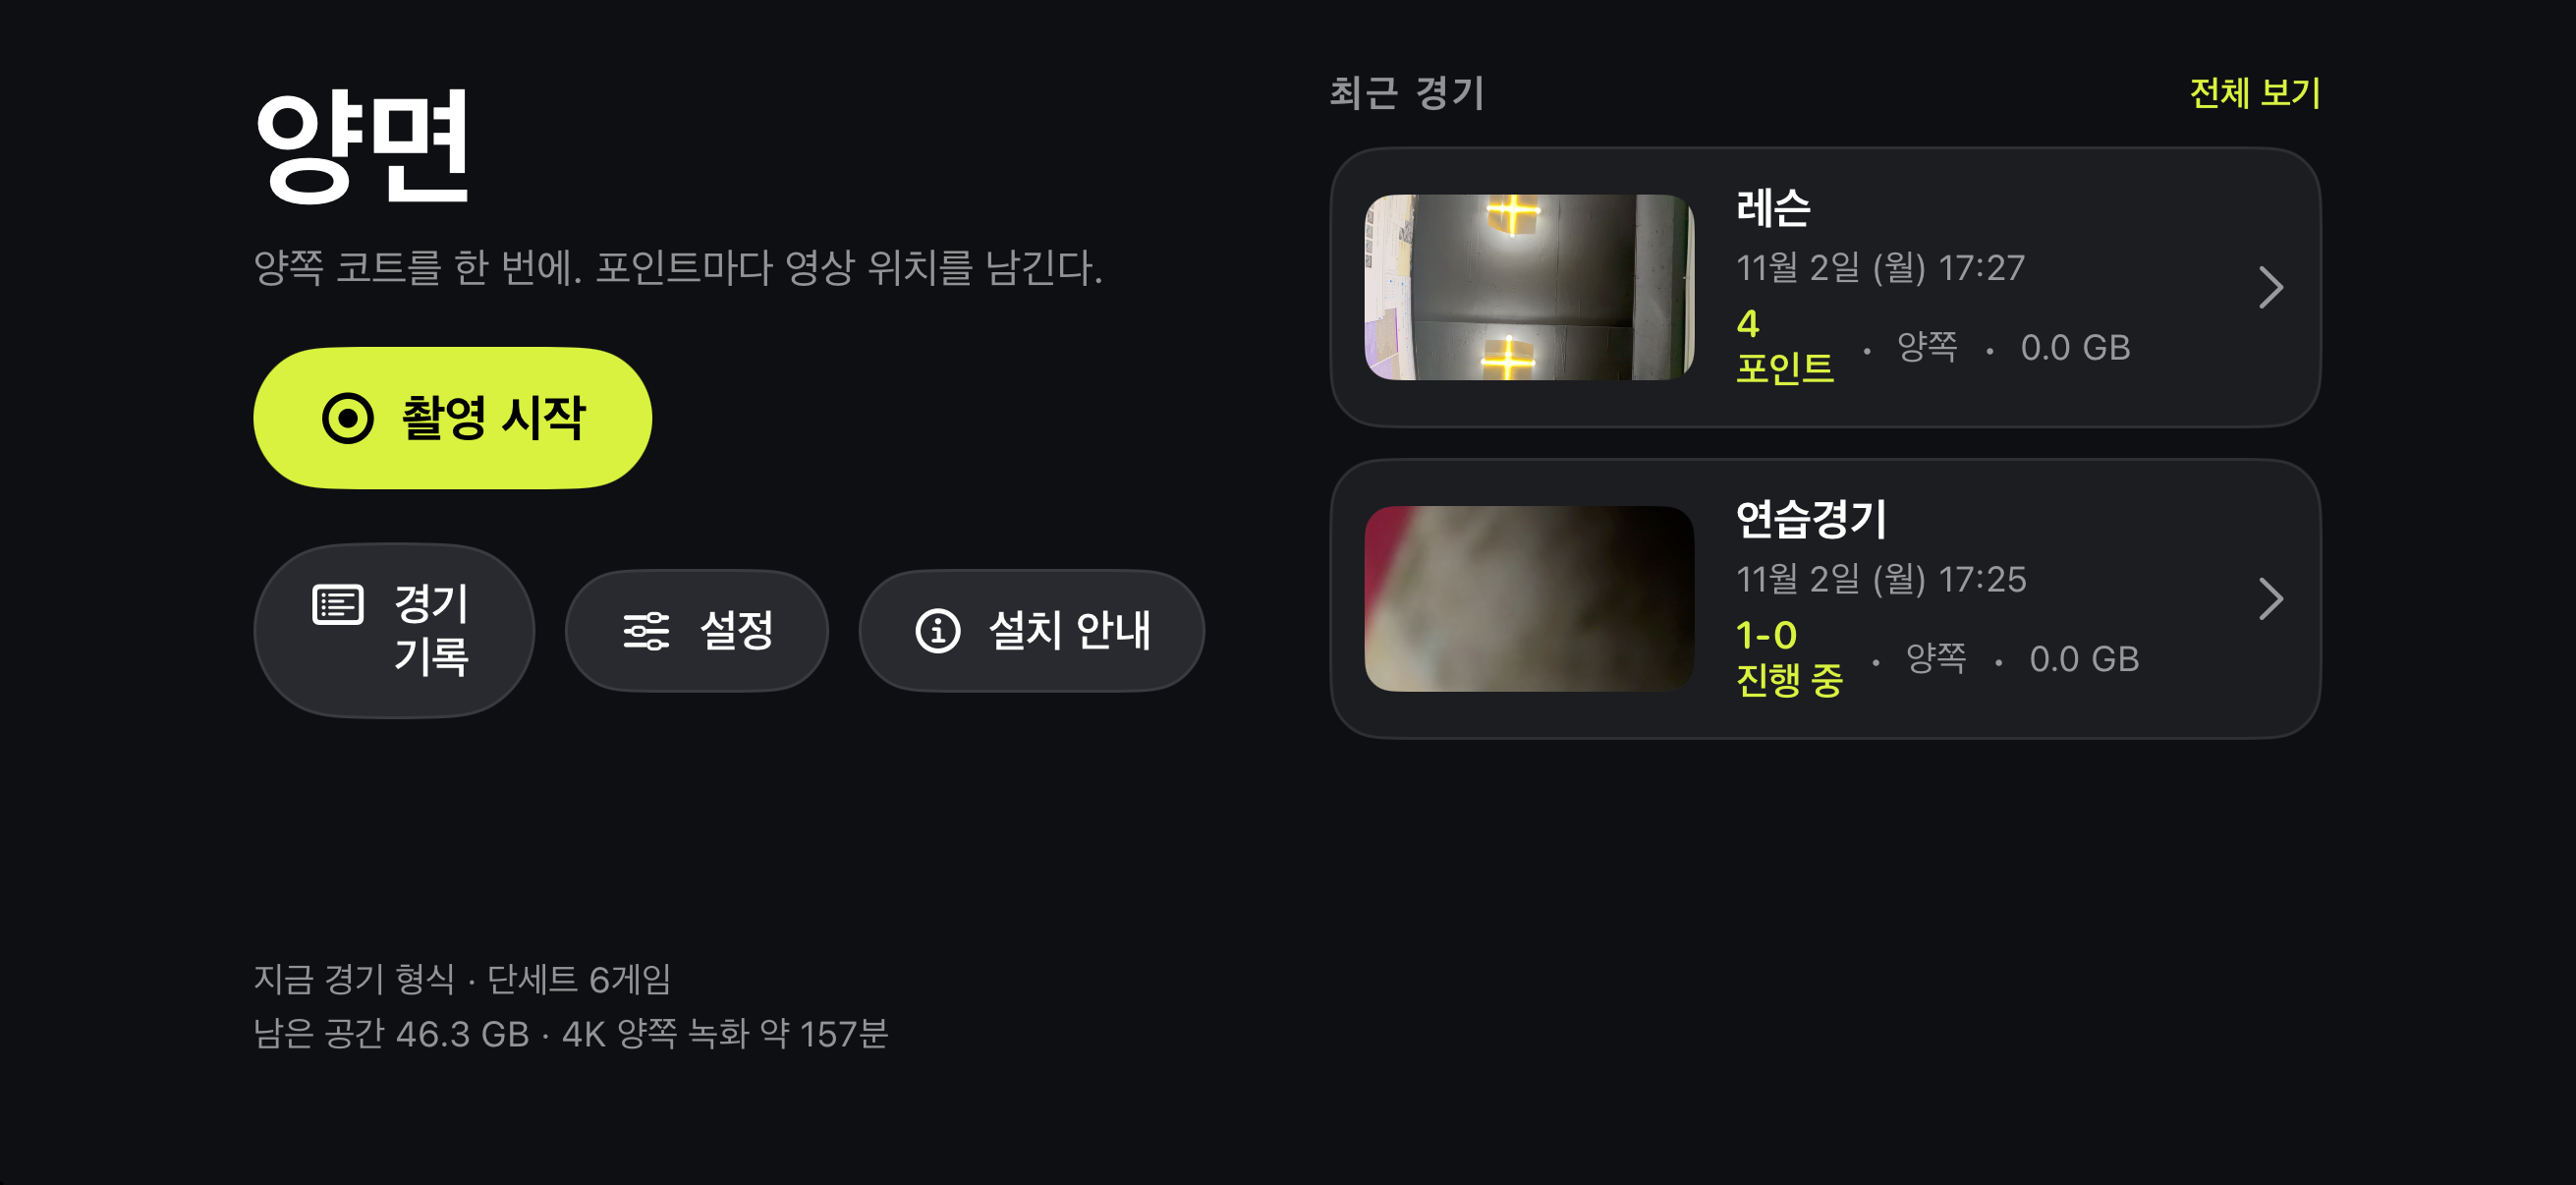 양면
양쪽 코트를 한 번에. 포인트마다 영상 위치를 남긴다.
촬영 시작
경기
기록
설정
설치 안내
지금 경기 형식 · 단세트 6게임
남은 공간 46.3 GB · 4K 양쪽 녹화 약 157분
최근 경기
전체 보기
레슨
11월 2일 (월) 17:27
4
포인트 · 양쪽 · 0.0 GB
연습경기
11월 2일 (월) 17:25
1-0
진행 중 · 양쪽 · 0.0 GB